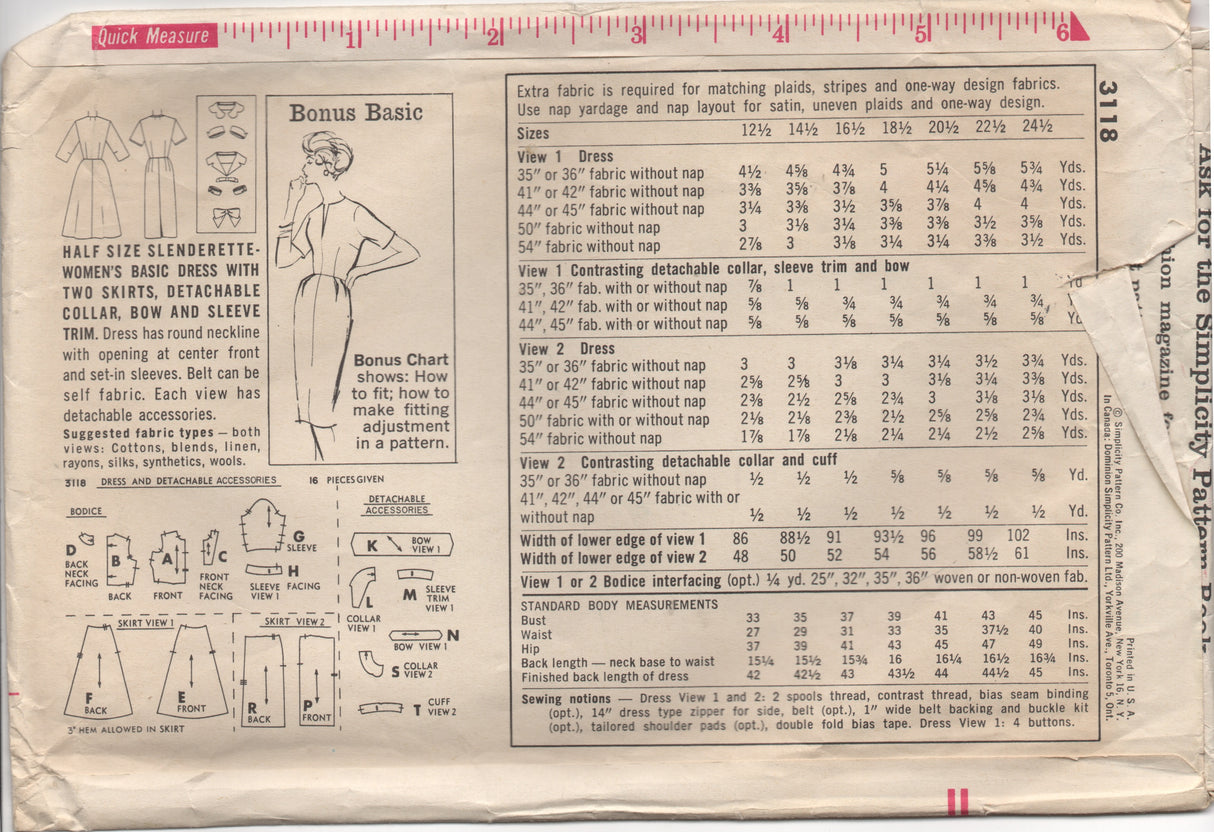 Quick Measure 1 2 3 4 5 6
Bonus Basic
HALF SIZE SLENDERETTE-
WOMEN'S BASIC DRESS WITH
TWO SKIRTS, DETACHABLE
COLLAR, BOW AND SLEEVE
TRIM. Dress has round neckline
with opening at center front
and set-in sleeves. Belt can be
self fabric. Each view has
detachable accessories.
Suggested fabric types — both
views: Cottons, blends, linen,
rayons, silks, synthetics, wools.
Bonus Chart
shows: How
to fit; how to
make fitting
adjustment
in a pattern.
3118 DRESS AND DETACHABLE ACCESSORIES 16 PIECES GIVEN
BODICE
D
BACK
NECK
FACING
B
BACK
A
FRONT
C
FRONT
NECK
FACING
G
SLEEVE
H
SLEEVE FACING
VIEW 1
DETACHABLE
ACCESSORIES
K BOW
VIEW 1
L
COLLAR
VIEW 1
M SLEEVE
TRIM
VIEW 1
N
BOW VIEW 1
S COLLAR
VIEW 2
T CUFF
VIEW 2
SKIRT VIEW 1
F
BACK
E
FRONT
SKIRT VIEW 2
R
BACK
P
FRONT
3" HEM ALLOWED IN SKIRT
Extra fabric is required for matching plaids, stripes and one-way design fabrics.
Use nap yardage and nap layout for satin, uneven plaids and one-way design.
Sizes 12½ 14½ 16½ 18½ 20½ 22½ 24½
View 1 Dress
35" or 36" fabric without nap 4½ 4⅝ 4¾ 5 5¼ 5⅝ 5¾ Yds.
41" or 42" fabric without nap 3⅜ 3⅝ 3⅞ 4 4¼ 4⅝ 4¾ Yds.
44" or 45" fabric without nap 3¼ 3⅜ 3½ 3⅝ 3⅞ 4 4 Yds.
50" fabric without nap 3 3⅛ 3¼ 3⅜ 3⅜ 3½ 3⅝ Yds.
54" fabric without nap 2⅞ 3 3⅛ 3¼ 3¼ 3⅜ 3½ Yds.
View 1 Contrasting detachable collar, sleeve trim and bow
35", 36" fab. with or without nap ⅞ 1 1 1 1 1 1 Yd
41", 42" fab. with or without nap ⅝ ⅝ ¾ ¾ ¾ ¾ ¾
44", 45" fab. with or without nap ⅝ ⅝ ⅝ ⅝ ⅝ ⅝ ⅝ Yd
View 2 Dress
35" or 36" fabric without nap 3 3 3⅛ 3¼ 3¼ 3½ 3¾ Yds.
41" or 42" fabric without nap 2⅝ 2⅝ 3 3 3⅛ 3¼ 3⅜ Yds.
44" or 45" fabric without nap 2⅜ 2½ 2⅝ 2¾ 3 3⅛ 3⅛ Yds.
50" fabric with or without nap 2⅛ 2⅛ 2⅜ 2½ 2⅝ 2⅝ 2¾ Yds.
54" fabric without nap 1⅞ 1⅞ 2⅛ 2¼ 2¼ 2½ 2⅝ Yds.
View 2 Contrasting detachable collar and cuff
35" or 36" fabric without nap ½ ½ ½ ⅝ ⅝ ⅝ ⅝ Yd.
41", 42", 44" or 45" fabric with or
without nap ½ ½ ½ ½ ½ ½ ½ Yd.
Width of lower edge of view 1 86 88½ 91 93½ 96 99 102 Ins.
Width of lower edge of view 2 48 50 52 54 56 58½ 61 Ins.
View 1 or 2 Bodice interfacing (opt.) ¼ yd. 25", 32", 35", 36" woven or non-woven fab.
STANDARD BODY MEASUREMENTS
Bust 33 35 37 39 41 43 45 Ins.
Waist 27 29 31 33 35 37½ 40 Ins.
Hip 37 39 41 43 45 47 49 Ins.
Back length — neck base to waist 15¼ 15½ 15¾ 16 16¼ 16½ 16¾ Ins.
Finished back length of dress 42 42½ 43 43½ 44 44½ 45 Ins.
Sewing notions — Dress View 1 and 2: 2 spools thread, contrast thread, bias seam binding
(opt.), 14" dress type zipper for side, belt (opt.), 1" wide belt backing and buckle kit
(opt.), tailored shoulder pads (opt.), double fold bias tape. Dress View 1: 4 buttons.
3118
© Simplicity Pattern Co. Inc., 200 Madison Avenue, New York 16, N. Y.
In Canada: Dominion Simplicity Pattern Ltd., Yorkville Ave., Toronto 5, Ont.
Printed in U. S. A.
Ask for the Simplicity Pattern
magazine